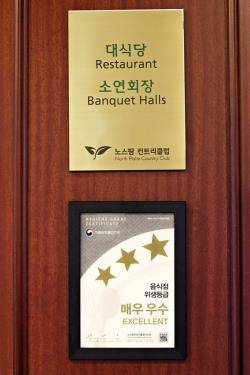 대식당
Restaurant
소연회장
Banquet Halls
노스팜 컨트리클럽
North Palm Country Club
HYGIENE GRADE
CERTIFICATE
음식점
위생등급
매우 우수
EXCELLENT